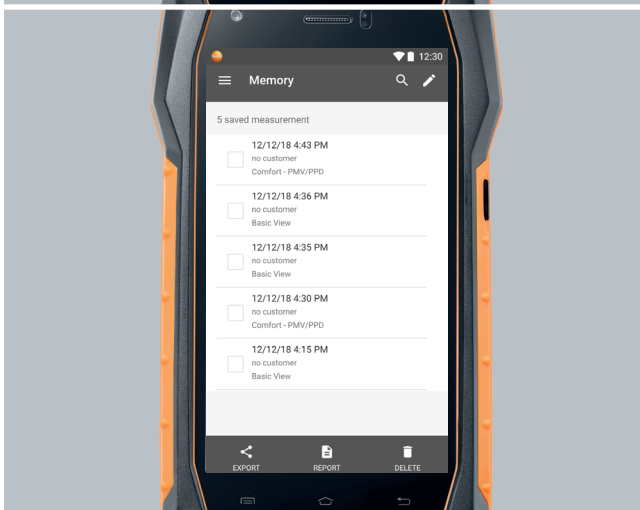 12:30
Memory
5 saved measurement
12/12/18 4:43 PM
no customer
Comfort - PMV/PPD
12/12/18 4:36 PM
no customer
Basic View
12/12/18 4:35 PM
no customer
Basic View
12/12/18 4:30 PM
no customer
Comfort - PMV/PPD
12/12/18 4:15 PM
no customer
Basic View
EXPORT REPORT DELETE